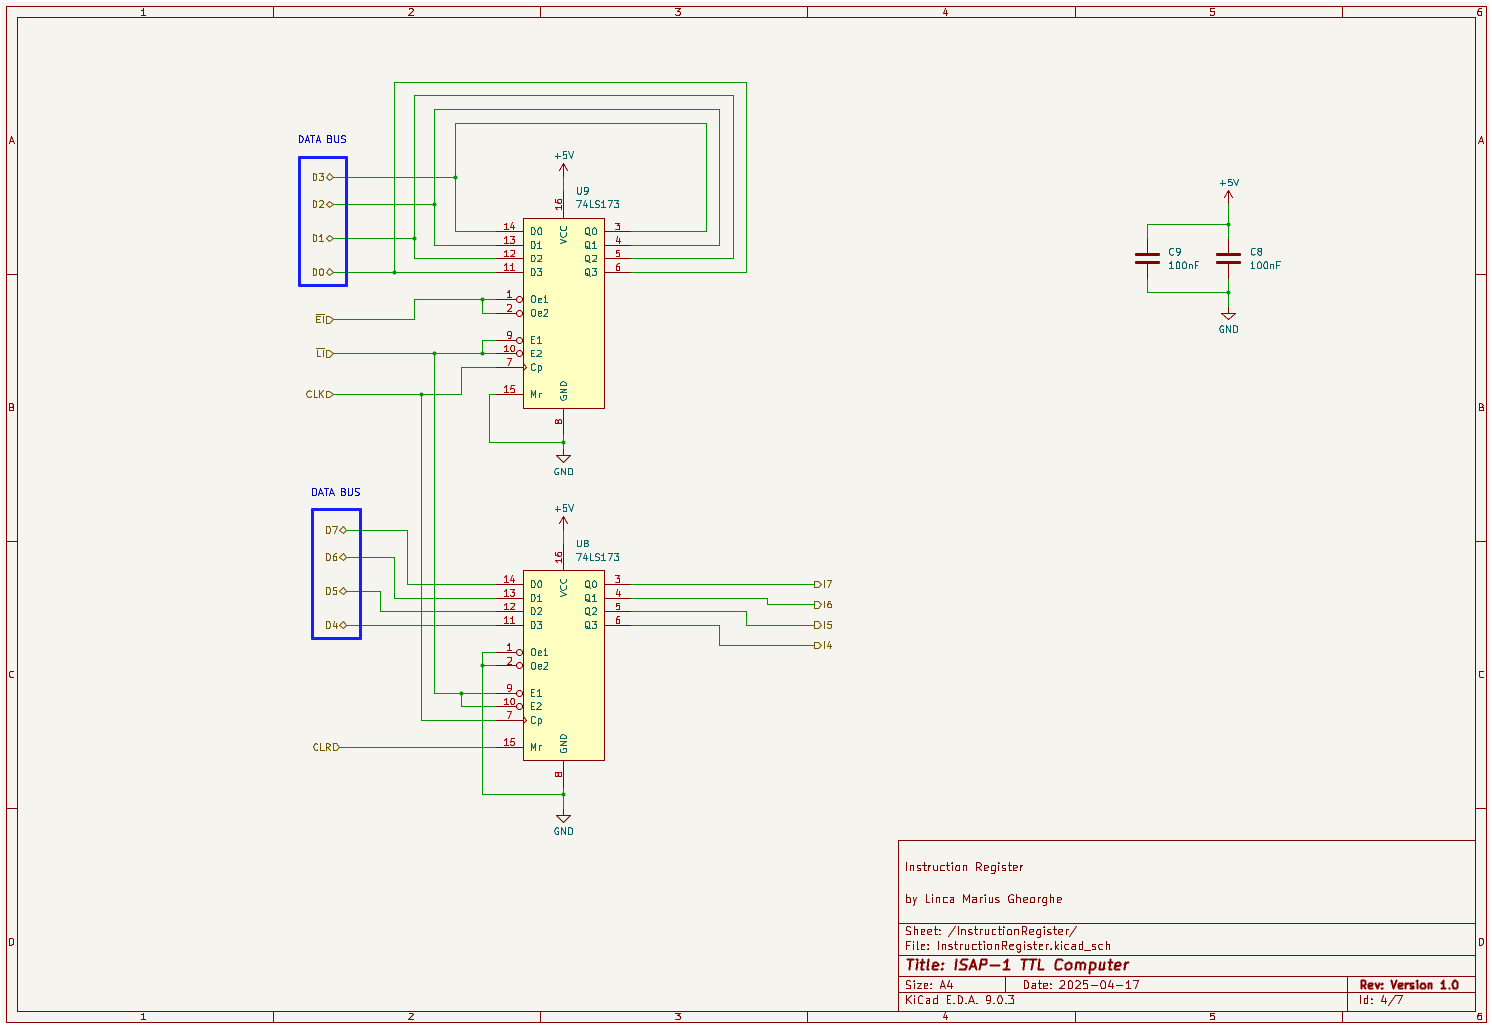 1 2 3 4 5 6
A A
B B
C C
D D
1 2 3 4 5 6
DATA BUS
D3
D2
D1
D0
EI
LI
CLK
+5V
U9
74LS173
16
VCC
14 D0 Q0 3
13 D1 Q1 4
12 D2 Q2 5
11 D3 Q3 6
1 Oe1
2 Oe2
9 E1
10 E2
7 Cp
15 Mr
GND
8
GND
+5V
C9
100nF
C8
100nF
GND
DATA BUS
D7
D6
D5
D4
CLR
+5V
U8
74LS173
16
VCC
14 D0 Q0 3
13 D1 Q1 4
12 D2 Q2 5
11 D3 Q3 6
1 Oe1
2 Oe2
9 E1
10 E2
7 Cp
15 Mr
GND
8
GND
I7
I6
I5
I4
Instruction Register
by Linca Marius Gheorghe
Sheet: /InstructionRegister/
File: InstructionRegister.kicad_sch
Title: ISAP-1 TTL Computer
Size: A4 Date: 2025-04-17 Rev: Version 1.0
KiCad E.D.A. 9.0.3 Id: 4/7